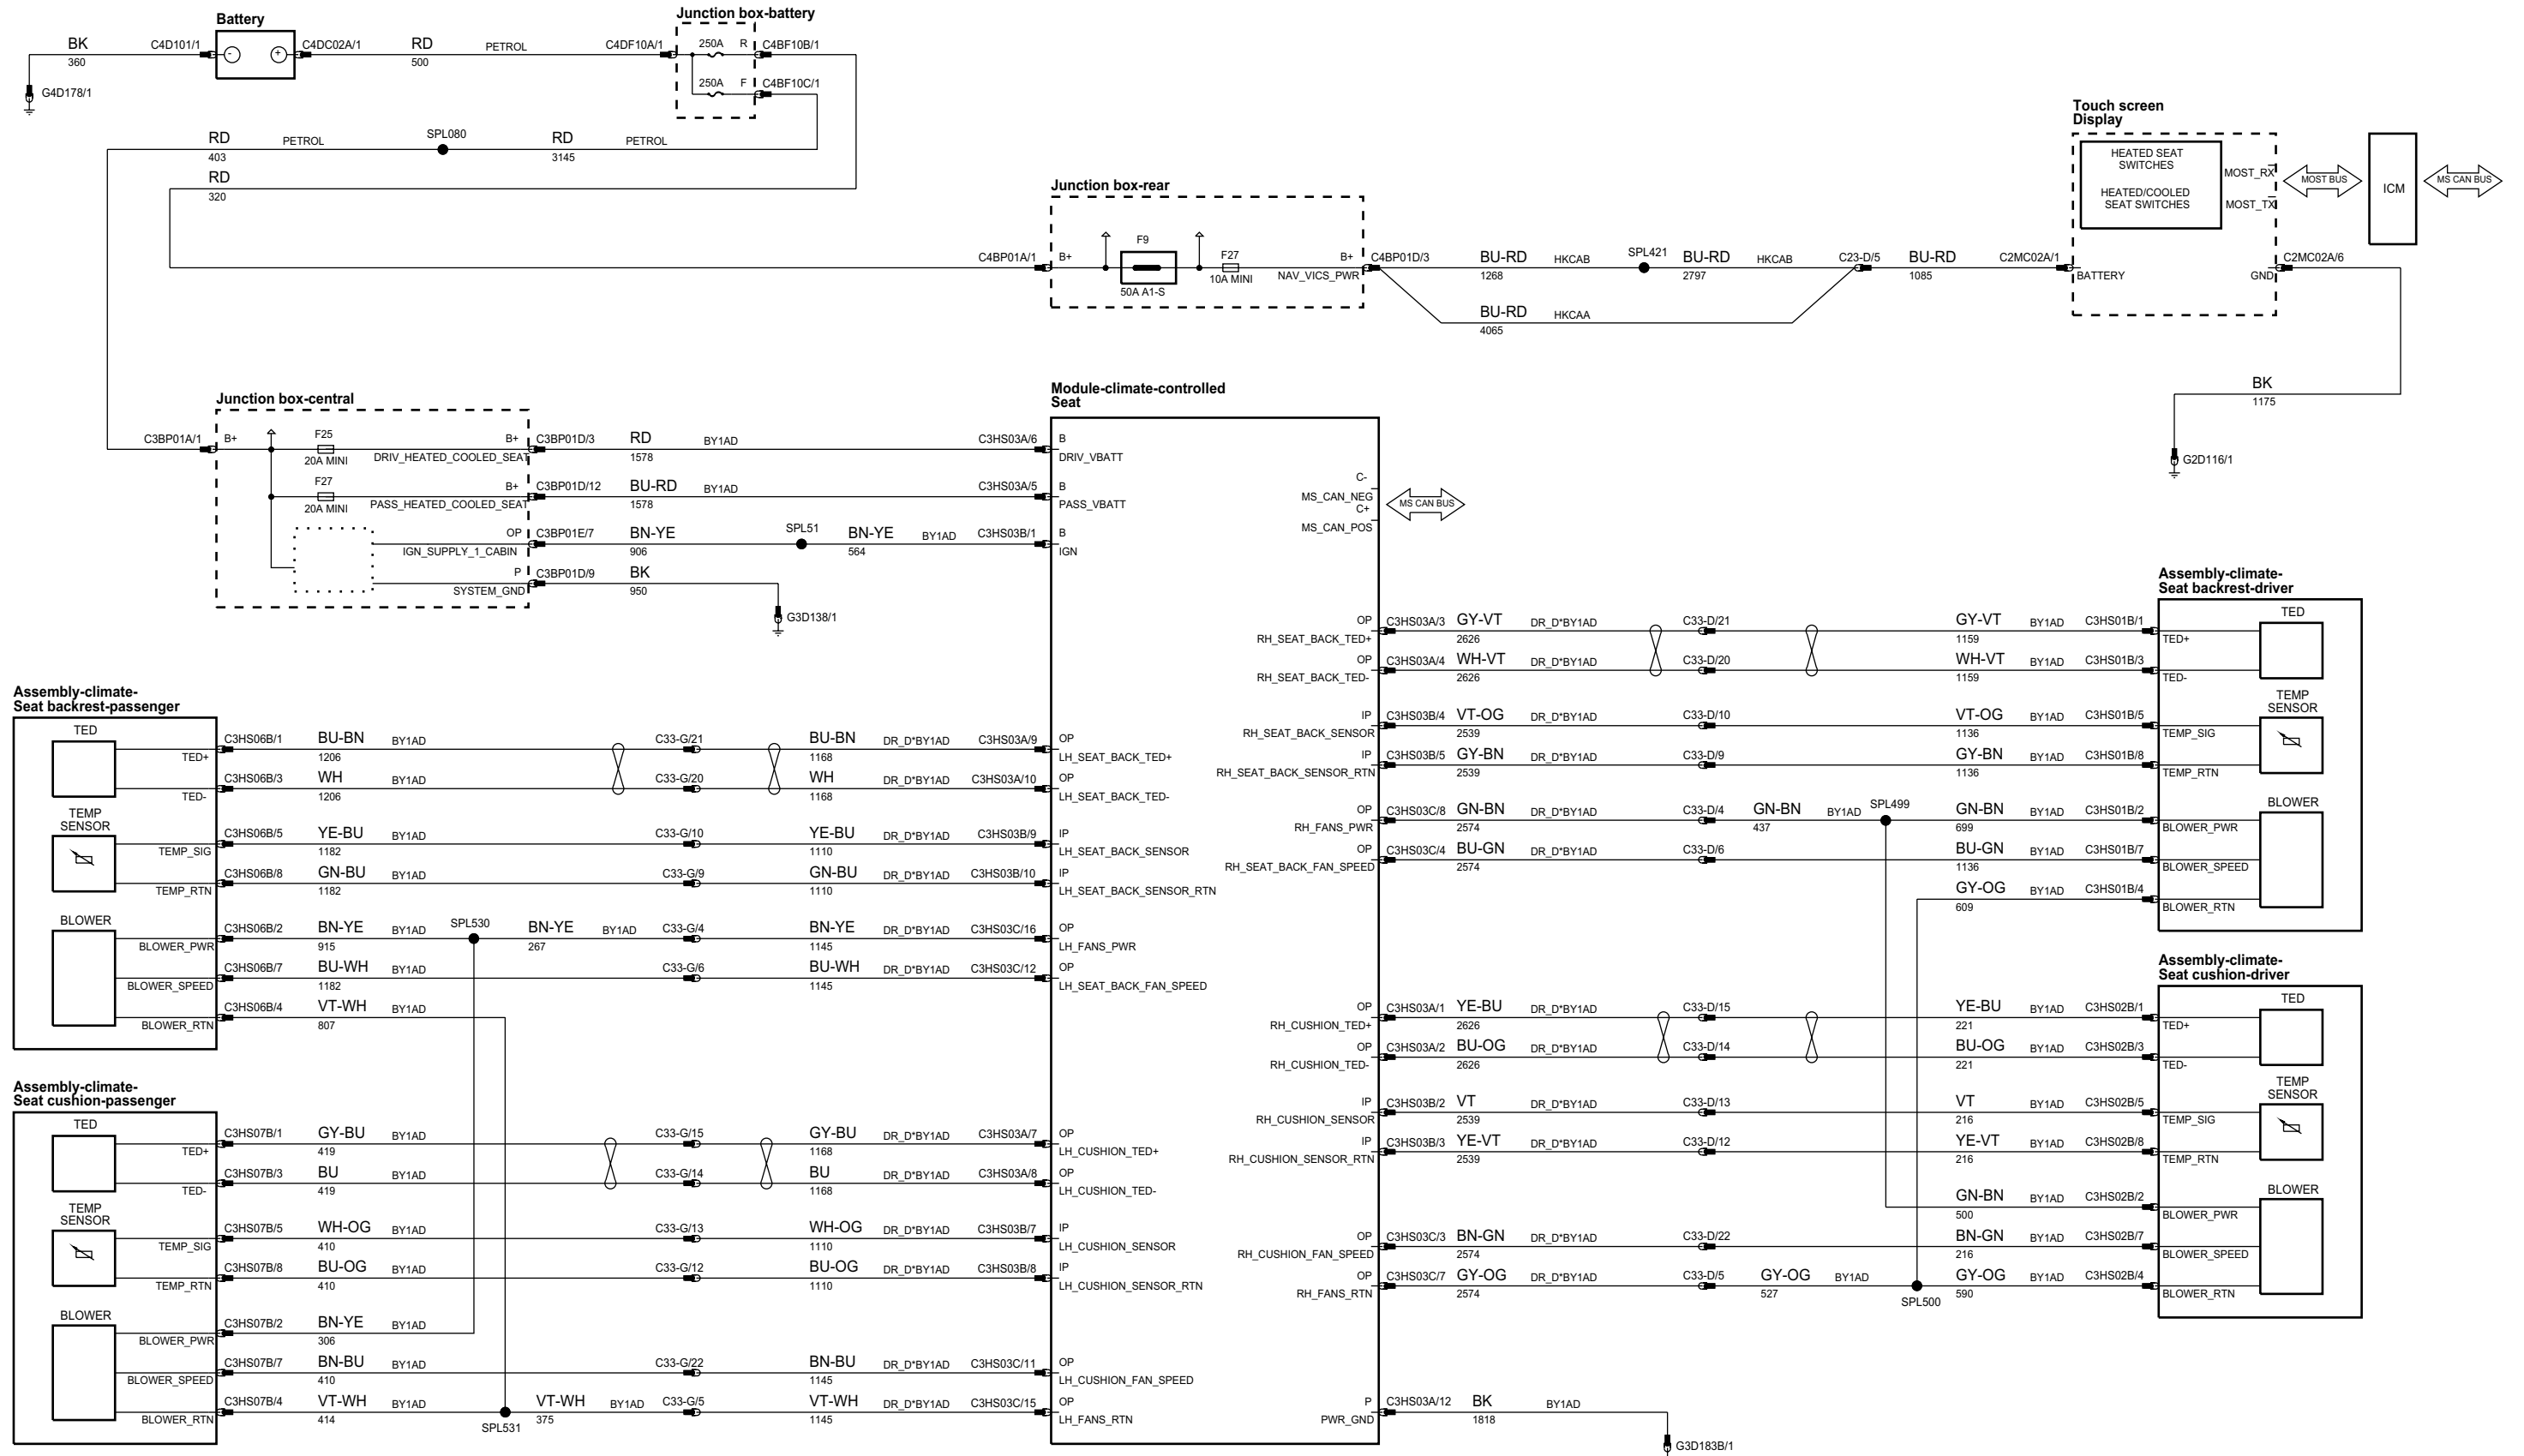 Battery
Junction box-battery
BK
360
C4D101/1
-
+
C4DC02A/1
RD
500
PETROL
C4DF10A/1
250A
R
C4BF10B/1
250A
F
C4BF10C/1
G4D178/1
RD
403
PETROL
SPL080
RD
3145
PETROL
RD
320
Touch screen
Display
HEATED SEAT
SWITCHES
HEATED/COOLED
SEAT SWITCHES
MOST_RX
MOST_TX
MOST BUS
ICM
MS CAN BUS
Junction box-rear
C4BP01A/1
B+
F9
50A A1-S
F27
10A MINI
B+
NAV_VICS_PWR
C4BP01D/3
BU-RD
1268
HKCAB
SPL421
BU-RD
2797
HKCAB
C23-D/5
BU-RD
1085
C2MC02A/1
BATTERY
GND
C2MC02A/6
BU-RD
4065
HKCAA
BK
1175
G2D116/1
Junction box-central
C3BP01A/1
B+
F25
20A MINI
B+
DRIV_HEATED_COOLED_SEAT
C3BP01D/3
RD
1578
BY1AD
C3HS03A/6
F27
20A MINI
B+
PASS_HEATED_COOLED_SEAT
C3BP01D/12
BU-RD
1578
BY1AD
C3HS03A/5
OP
IGN_SUPPLY_1_CABIN
C3BP01E/7
BN-YE
906
SPL51
BN-YE
564
BY1AD
C3HS03B/1
P
SYSTEM_GND
C3BP01D/9
BK
950
G3D138/1
Module-climate-controlled
Seat
B
DRIV_VBATT
B
PASS_VBATT
B
IGN
C-
MS_CAN_NEG
C+
MS_CAN_POS
MS CAN BUS
Assembly-climate-
Seat backrest-passenger
TED
TED+
C3HS06B/1
BU-BN
1206
BY1AD
C33-G/21
BU-BN
1168
DR_D*BY1AD
C3HS03A/9
OP
LH_SEAT_BACK_TED+
TED-
C3HS06B/3
WH
1206
BY1AD
C33-G/20
WH
1168
DR_D*BY1AD
C3HS03A/10
OP
LH_SEAT_BACK_TED-
TEMP
SENSOR
TEMP_SIG
C3HS06B/5
YE-BU
1182
BY1AD
C33-G/10
YE-BU
1110
DR_D*BY1AD
C3HS03B/9
IP
LH_SEAT_BACK_SENSOR
TEMP_RTN
C3HS06B/8
GN-BU
1182
BY1AD
C33-G/9
GN-BU
1110
DR_D*BY1AD
C3HS03B/10
IP
LH_SEAT_BACK_SENSOR_RTN
BLOWER
BLOWER_PWR
C3HS06B/2
BN-YE
915
BY1AD
SPL530
BN-YE
267
BY1AD
C33-G/4
BN-YE
1145
DR_D*BY1AD
C3HS03C/16
OP
LH_FANS_PWR
BLOWER_SPEED
C3HS06B/7
BU-WH
1182
BY1AD
C33-G/6
BU-WH
1145
DR_D*BY1AD
C3HS03C/12
OP
LH_SEAT_BACK_FAN_SPEED
BLOWER_RTN
C3HS06B/4
VT-WH
807
BY1AD
Assembly-climate-
Seat cushion-passenger
TED
TED+
C3HS07B/1
GY-BU
419
BY1AD
C33-G/15
GY-BU
1168
DR_D*BY1AD
C3HS03A/7
OP
LH_CUSHION_TED+
TED-
C3HS07B/3
BU
419
BY1AD
C33-G/14
BU
1168
DR_D*BY1AD
C3HS03A/8
OP
LH_CUSHION_TED-
TEMP
SENSOR
TEMP_SIG
C3HS07B/5
WH-OG
410
BY1AD
C33-G/13
WH-OG
1110
DR_D*BY1AD
C3HS03B/7
IP
LH_CUSHION_SENSOR
TEMP_RTN
C3HS07B/8
BU-OG
410
BY1AD
C33-G/12
BU-OG
1110
DR_D*BY1AD
C3HS03B/8
IP
LH_CUSHION_SENSOR_RTN
BLOWER
BLOWER_PWR
C3HS07B/2
BN-YE
306
BY1AD
BLOWER_SPEED
C3HS07B/7
BN-BU
410
BY1AD
C33-G/22
BN-BU
1145
DR_D*BY1AD
C3HS03C/11
OP
LH_CUSHION_FAN_SPEED
BLOWER_RTN
C3HS07B/4
VT-WH
414
BY1AD
SPL531
VT-WH
375
BY1AD
C33-G/5
VT-WH
1145
DR_D*BY1AD
C3HS03C/15
OP
LH_FANS_RTN
Assembly-climate-
Seat backrest-driver
OP
RH_SEAT_BACK_TED+
C3HS03A/3
GY-VT
2626
DR_D*BY1AD
C33-D/21
GY-VT
1159
BY1AD
C3HS01B/1
TED+
TED
OP
RH_SEAT_BACK_TED-
C3HS03A/4
WH-VT
2626
DR_D*BY1AD
C33-D/20
WH-VT
1159
BY1AD
C3HS01B/3
TED-
IP
RH_SEAT_BACK_SENSOR
C3HS03B/4
VT-OG
2539
DR_D*BY1AD
C33-D/10
VT-OG
1136
BY1AD
C3HS01B/5
TEMP_SIG
TEMP
SENSOR
IP
RH_SEAT_BACK_SENSOR_RTN
C3HS03B/5
GY-BN
2539
DR_D*BY1AD
C33-D/9
GY-BN
1136
BY1AD
C3HS01B/8
TEMP_RTN
OP
RH_FANS_PWR
C3HS03C/8
GN-BN
2574
DR_D*BY1AD
C33-D/4
GN-BN
437
BY1AD
SPL499
GN-BN
699
BY1AD
C3HS01B/2
BLOWER_PWR
BLOWER
OP
RH_SEAT_BACK_FAN_SPEED
C3HS03C/4
BU-GN
2574
DR_D*BY1AD
C33-D/6
BU-GN
1136
BY1AD
C3HS01B/7
BLOWER_SPEED
GY-OG
609
BY1AD
C3HS01B/4
BLOWER_RTN
Assembly-climate-
Seat cushion-driver
OP
RH_CUSHION_TED+
C3HS03A/1
YE-BU
2626
DR_D*BY1AD
C33-D/15
YE-BU
221
BY1AD
C3HS02B/1
TED+
TED
OP
RH_CUSHION_TED-
C3HS03A/2
BU-OG
2626
DR_D*BY1AD
C33-D/14
BU-OG
221
BY1AD
C3HS02B/3
TED-
IP
RH_CUSHION_SENSOR
C3HS03B/2
VT
2539
DR_D*BY1AD
C33-D/13
VT
216
BY1AD
C3HS02B/5
TEMP_SIG
TEMP
SENSOR
IP
RH_CUSHION_SENSOR_RTN
C3HS03B/3
YE-VT
2539
DR_D*BY1AD
C33-D/12
YE-VT
216
BY1AD
C3HS02B/8
TEMP_RTN
GN-BN
500
BY1AD
C3HS02B/2
BLOWER_PWR
BLOWER
OP
RH_CUSHION_FAN_SPEED
C3HS03C/3
BN-GN
2574
DR_D*BY1AD
C33-D/22
BN-GN
216
BY1AD
C3HS02B/7
BLOWER_SPEED
OP
RH_FANS_RTN
C3HS03C/7
GY-OG
2574
DR_D*BY1AD
C33-D/5
GY-OG
527
BY1AD
SPL500
GY-OG
590
BY1AD
C3HS02B/4
BLOWER_RTN
P
PWR_GND
C3HS03A/12
BK
1818
BY1AD
G3D183B/1